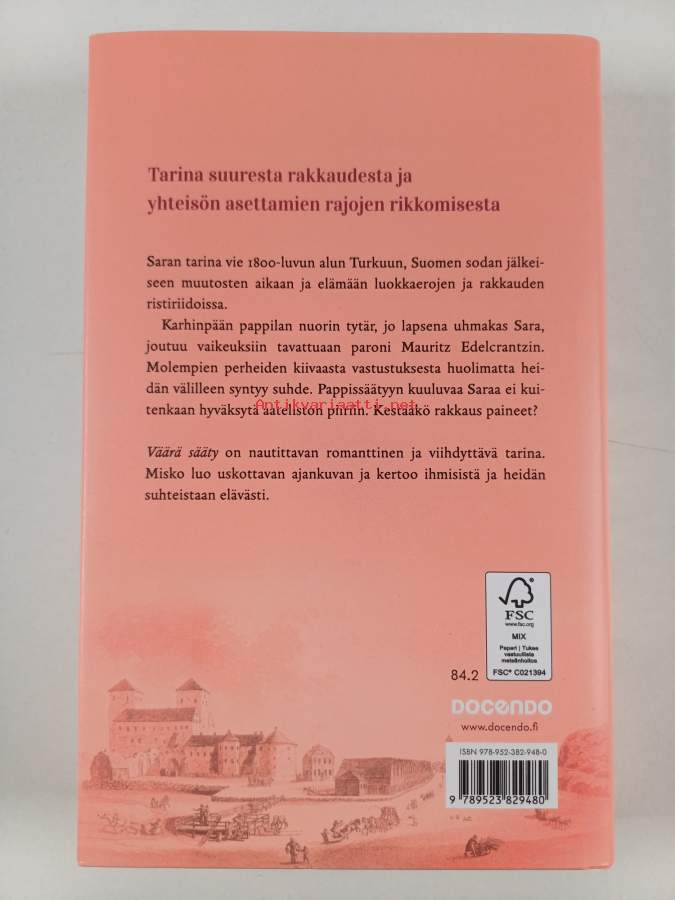 Tarina suuresta rakkaudesta ja
yhteisön asettamien rajojen rikkomisesta
Saran tarina vie 1800-luvun alun Turkuun, Suomen sodan jälkei-
seen muutosten aikaan ja elämään luokkaerojen ja rakkauden
ristiriidoissa.
Karhinpään pappilan nuorin tytär, jo lapsena uhmakas Sara,
joutuu vaikeuksiin tavattuaan paroni Mauritz Edelcrantzin.
Molempien perheiden kiivaasta vastustuksesta huolimatta hei-
dän välilleen syntyy suhde. Pappissäätyyn kuuluvaa Saraa ei kui-
tenkaan hyväksytä aateliston piiriin. Kestääkö rakkaus paineet?
Antikvariaatti.net
Väärä sääty on nautittavan romanttinen ja viihdyttävä tarina.
Misko luo uskottavan ajankuvan ja kertoo ihmisistä ja heidän
suhteistaan elävästi.
FSC
www.fsc.org
MIX
Paperi | Tukee
vastuullista
metsänhoitoa
FSC® C021394
84.2
DOCENDO
www.docendo.fi
ISBN 978-952-382-948-0
9 789523 829480